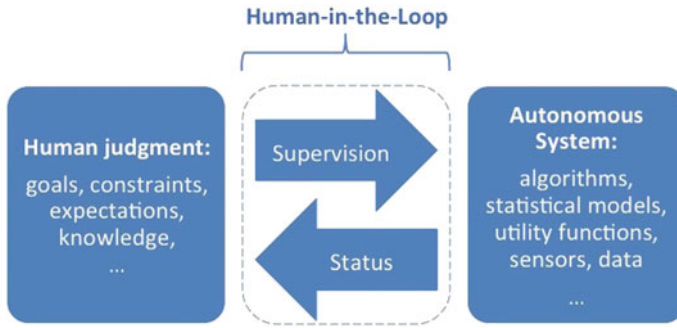 Human-in-the-Loop
Human judgment:
goals, constraints,
expectations,
knowledge,
...
Supervision
Status
Autonomous
System:
algorithms,
statistical models,
utility functions,
sensors, data
...